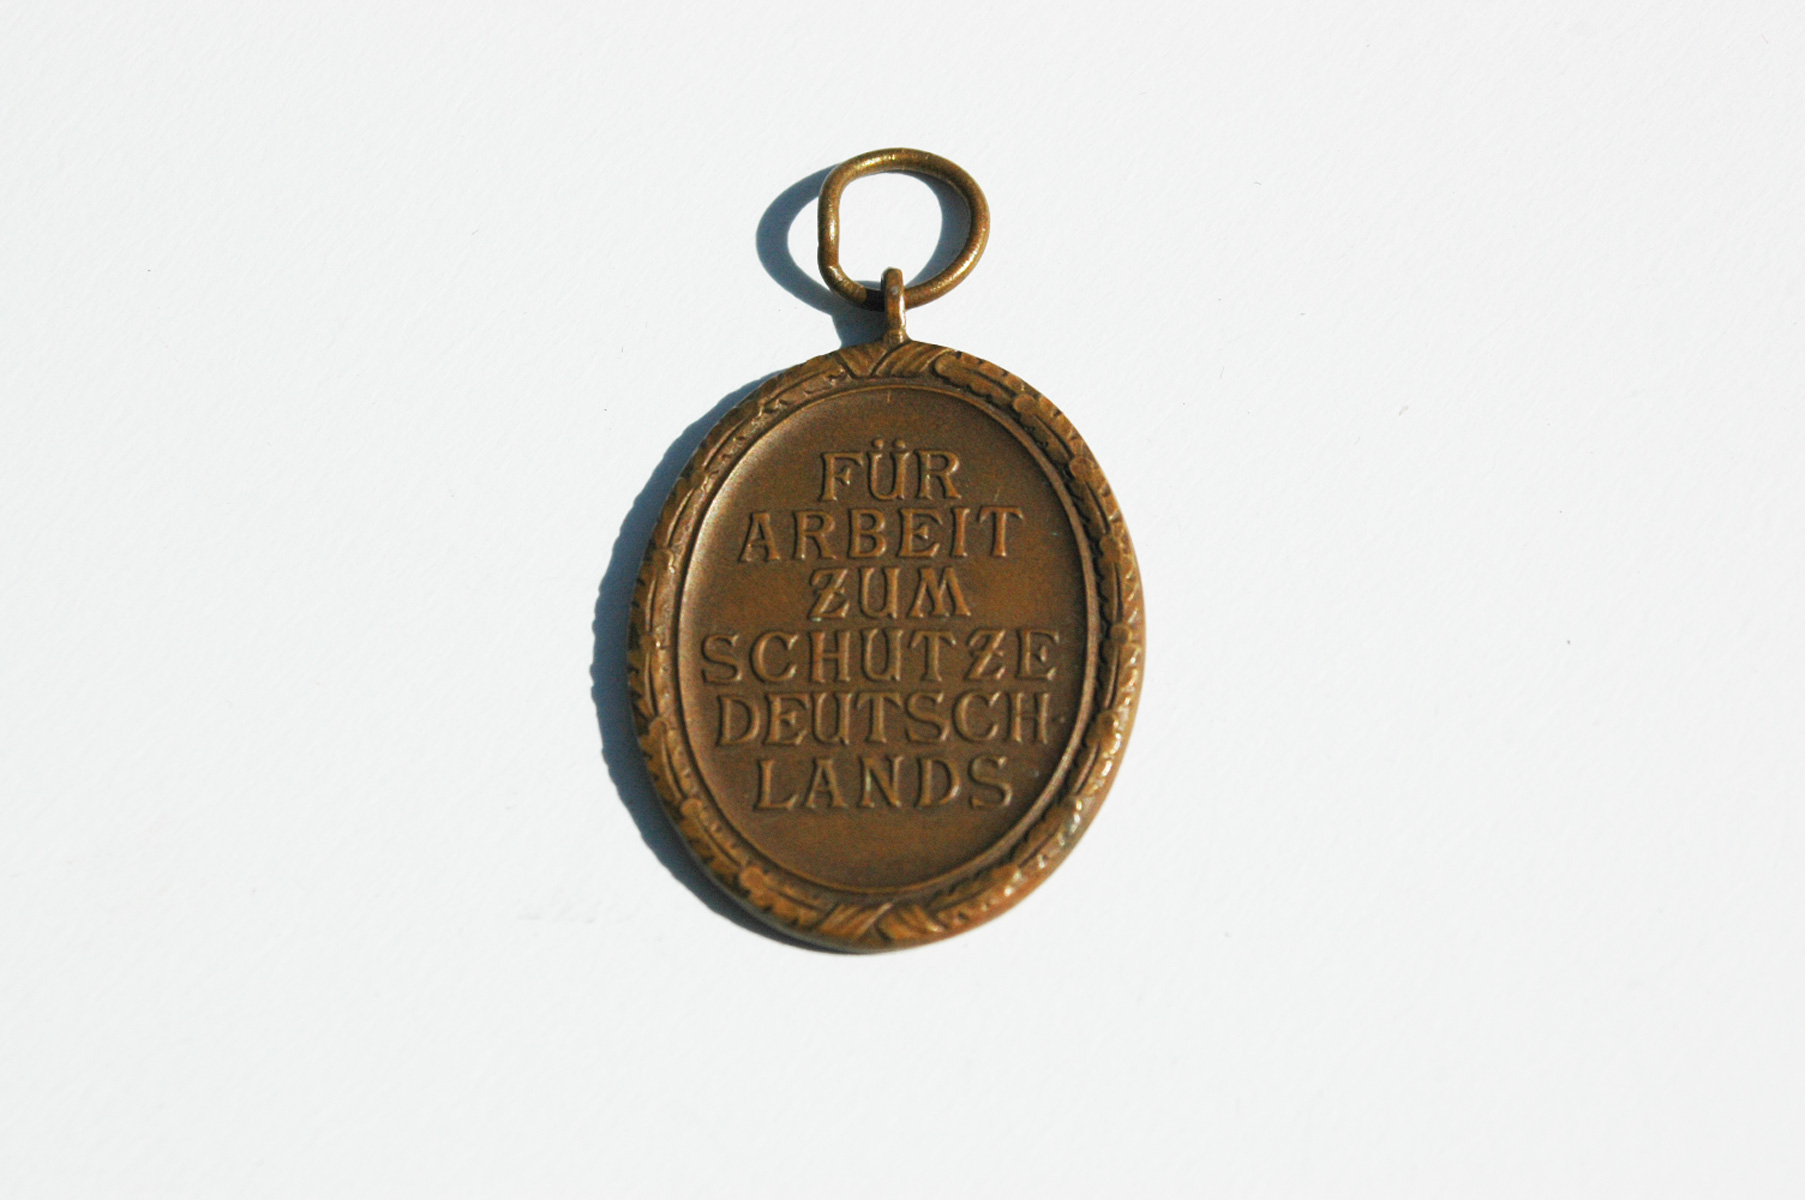 FÜR
ARBEIT
ZUM
SCHUTZE
DEUTSCH
LANDS